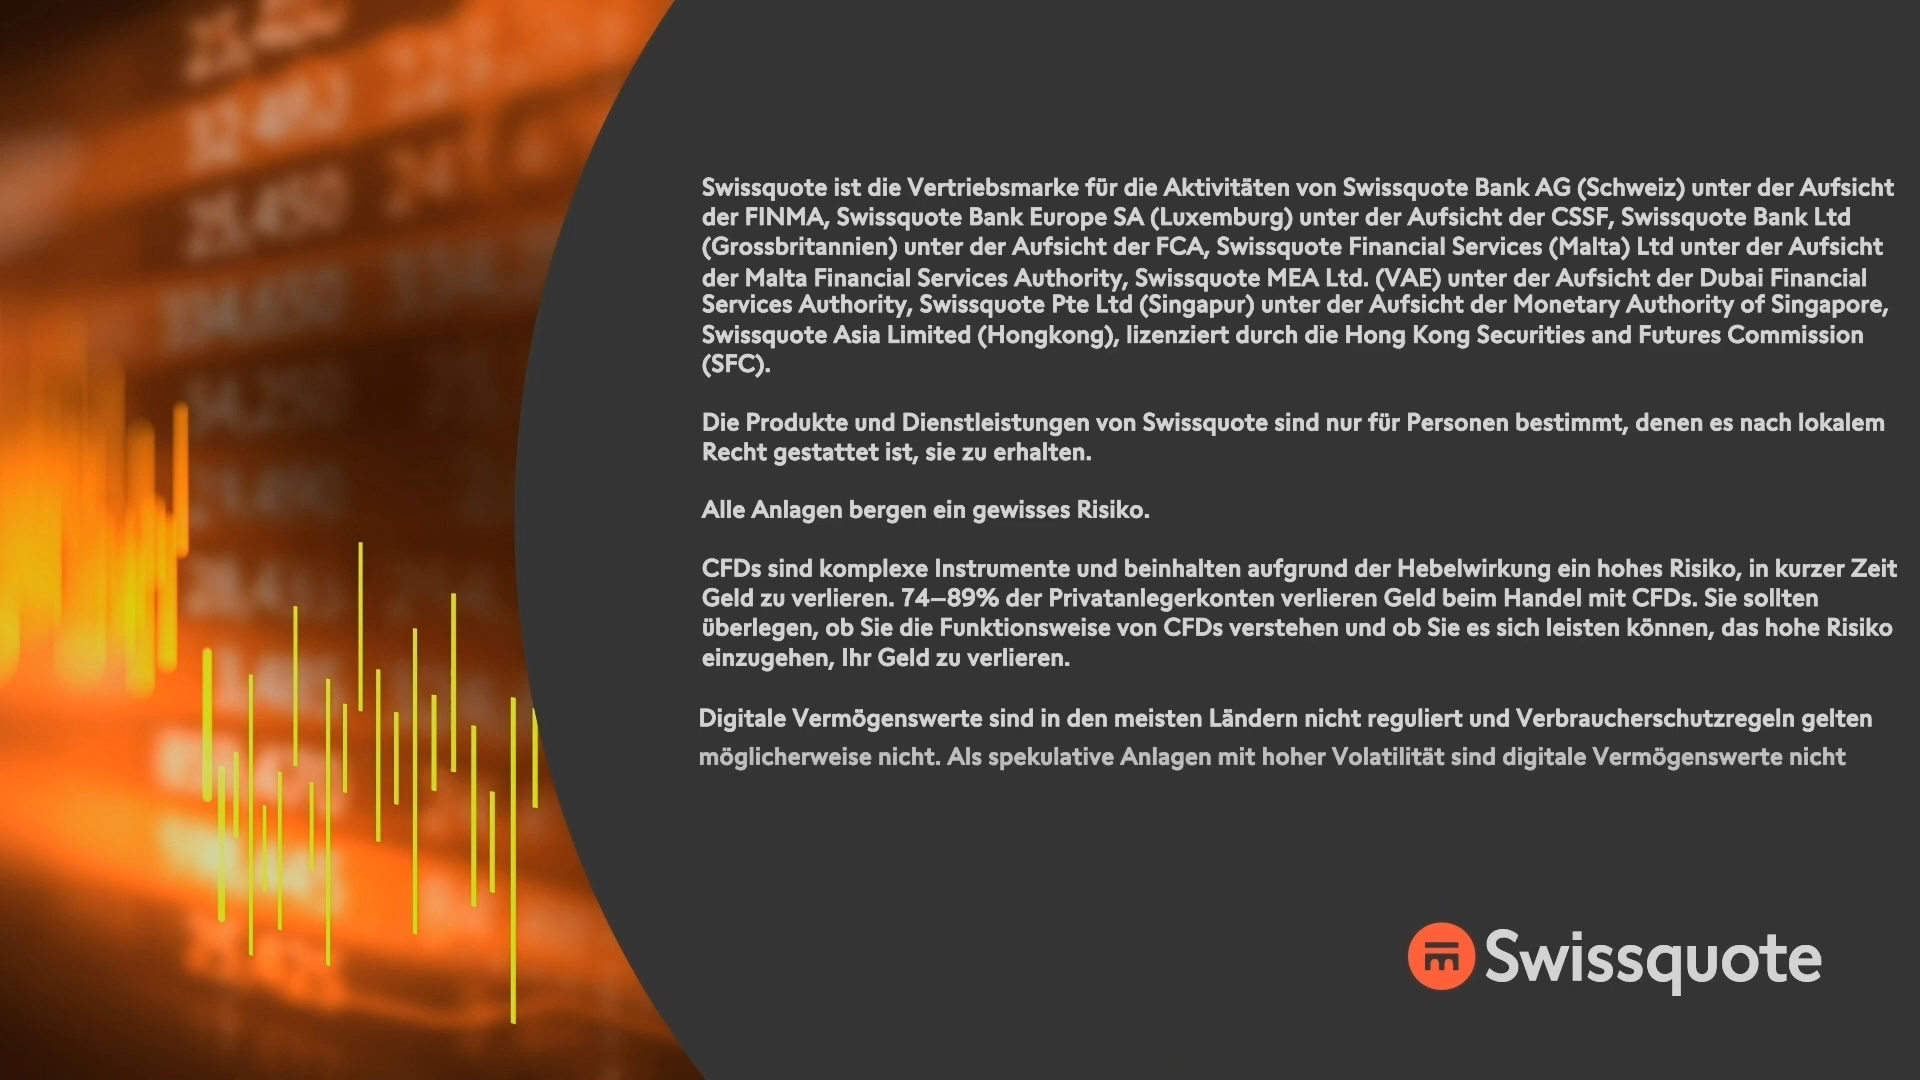 Swissquote ist die Vertriebsmarke für die Aktivitäten von Swissquote Bank AG (Schweiz) unter der Aufsicht
der FINMA, Swissquote Bank Europe SA (Luxemburg) unter der Aufsicht der CSSF, Swissquote Bank Ltd
(Grossbritannien) unter der Aufsicht der FCA, Swissquote Financial Services (Malta) Ltd unter der Aufsicht
der Malta Financial Services Authority, Swissquote MEA Ltd. (VAE) unter der Aufsicht der Dubai Financial
Services Authority, Swissquote Pte Ltd (Singapur) unter der Aufsicht der Monetary Authority of Singapore,
Swissquote Asia Limited (Hongkong), lizenziert durch die Hong Kong Securities and Futures Commission
(SFC).
Die Produkte und Dienstleistungen von Swissquote sind nur für Personen bestimmt, denen es nach lokalem
Recht gestattet ist, sie zu erhalten.
Alle Anlagen bergen ein gewisses Risiko.
CFDs sind komplexe Instrumente und beinhalten aufgrund der Hebelwirkung ein hohes Risiko, in kurzer Zeit
Geld zu verlieren. 74–89% der Privatanlegerkonten verlieren Geld beim Handel mit CFDs. Sie sollten
überlegen, ob Sie die Funktionsweise von CFDs verstehen und ob Sie es sich leisten können, das hohe Risiko
einzugehen, Ihr Geld zu verlieren.
Digitale Vermögenswerte sind in den meisten Ländern nicht reguliert und Verbraucherschutzregeln gelten
möglicherweise nicht. Als spekulative Anlagen mit hoher Volatilität sind digitale Vermögenswerte nicht
Swissquote
25,450